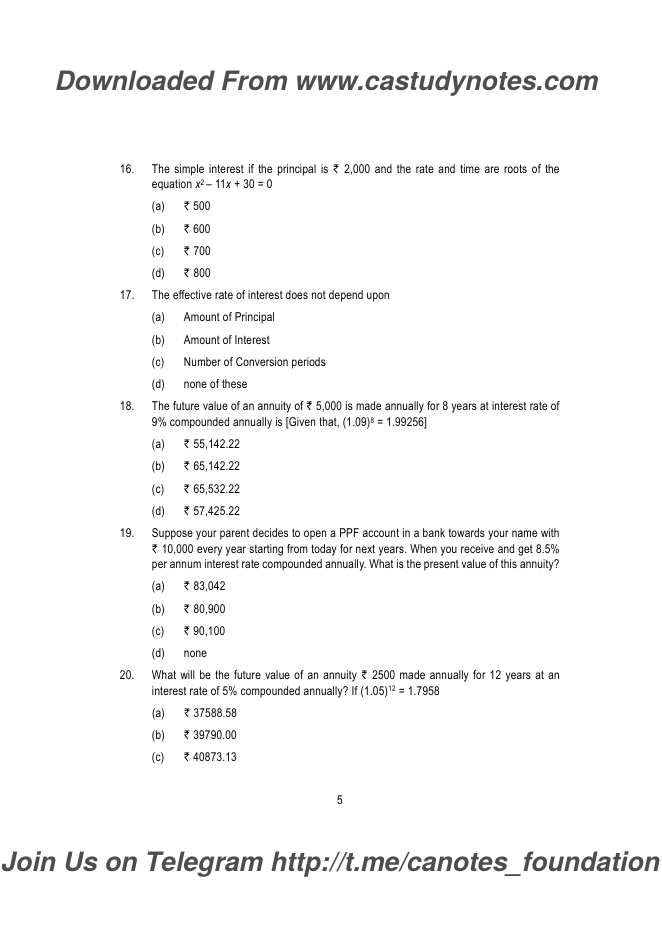 Downloaded From www.castudynotes.com
16. The simple interest if the principal is ₹ 2,000 and the rate and time are roots of the
equation x² – 11x + 30 = 0
(a) ₹ 500
(b) ₹ 600
(c) ₹ 700
(d) ₹ 800
17. The effective rate of interest does not depend upon
(a) Amount of Principal
(b) Amount of Interest
(c) Number of Conversion periods
(d) none of these
18. The future value of an annuity of ₹ 5,000 is made annually for 8 years at interest rate of
9% compounded annually is [Given that, (1.09)⁸ = 1.99256]
(a) ₹ 55,142.22
(b) ₹ 65,142.22
(c) ₹ 65,532.22
(d) ₹ 57,425.22
19. Suppose your parent decides to open a PPF account in a bank towards your name with
₹ 10,000 every year starting from today for next years. When you receive and get 8.5%
per annum interest rate compounded annually. What is the present value of this annuity?
(a) ₹ 83,042
(b) ₹ 80,900
(c) ₹ 90,100
(d) none
20. What will be the future value of an annuity ₹ 2500 made annually for 12 years at an
interest rate of 5% compounded annually? If (1.05)¹² = 1.7958
(a) ₹ 37588.58
(b) ₹ 39790.00
(c) ₹ 40873.13
5
Join Us on Telegram http://t.me/canotes_foundation